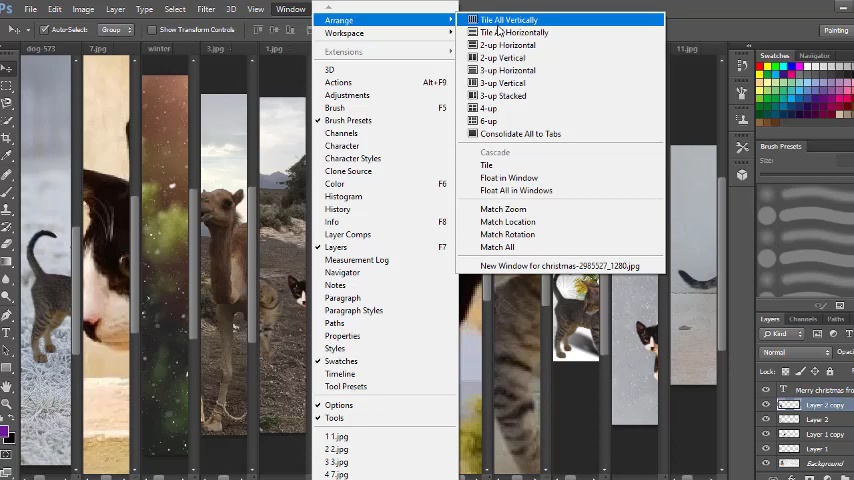 File
Edit
Image
Layer
Type
Select
Filter
Window
Auto-Select:
Group
Show Transform Controls
Painting
dog-573
7.jpg
winter
3.jpg
1.jpg
11.jpg
Arrange
Workspace
Extensions
3D
Actions Alt+F9
Adjustments
Brush F5
Brush Presets
Channels
Character
Character Styles
Clone Source
Color F6
Histogram
History
Info F8
Layer Comps
Layers F7
Measurement Log
Navigator
Notes
Paragraph
Paragraph Styles
Paths
Properties
Styles
Swatches
Timeline
Tool Presets
Options
Tools
1 1.jpg
2 2.jpg
3 3.jpg
4 7.jpg
Tile All Vertically
Tile All Horizontally
2-up Horizontal
2-up Vertical
3-up Horizontal
3-up Vertical
3-up Stacked
4-up
6-up
Consolidate All to Tabs
Cascade
Tile
Float in Window
Float All in Windows
Match Zoom
Match Location
Match Rotation
Match All
New Window for christmas-2985527_1280.jpg
Swatches
Navigator
Brush Presets
Size:
Layers
Channels
Paths
Kind
Normal
Opacit
Lock:
Merry christmas from
Layer 2 copy
Layer 2
Layer 1 copy
Layer 1
Background